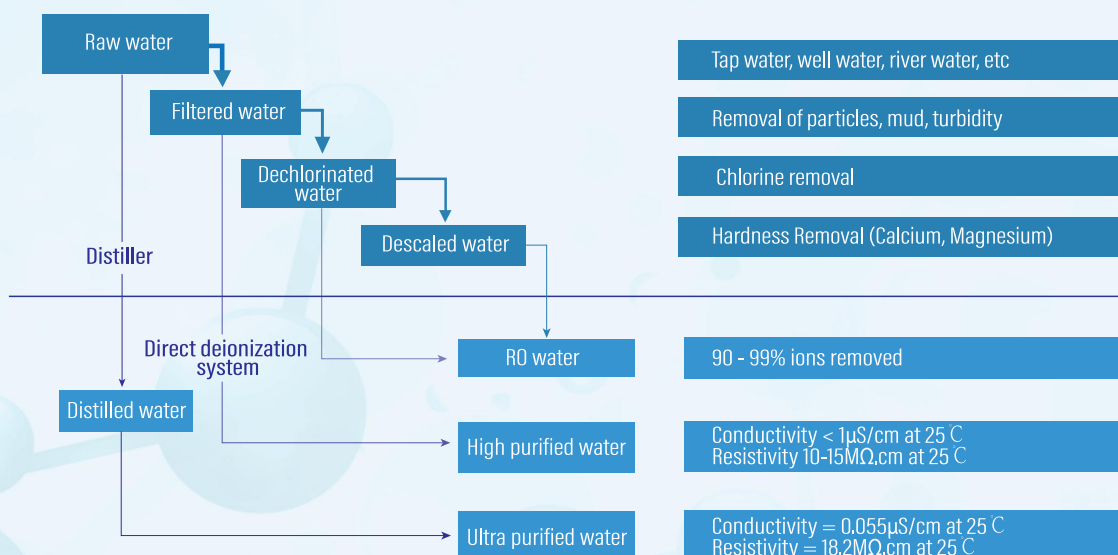 Raw water
Tap water, well water, river water, etc
Filtered water
Removal of particles, mud, turbidity
Dechlorinated
water
Chlorine removal
Descaled water
Hardness Removal (Calcium, Magnesium)
Distiller
Direct deionization
system
RO water
90 - 99% ions removed
Distilled water
High purified water
Conductivity < 1µS/cm at 25℃
Resistivity 10-15MΩ.cm at 25℃
Ultra purified water
Conductivity = 0.055µS/cm at 25℃
Resistivity = 18.2MΩ.cm at 25℃